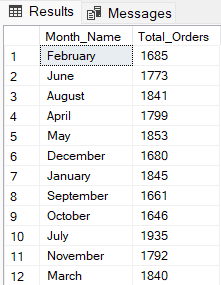 Results Messages
Month_Name Total_Orders
1 February 1685
2 June 1773
3 August 1841
4 April 1799
5 May 1853
6 December 1680
7 January 1845
8 September 1661
9 October 1646
10 July 1935
11 November 1792
12 March 1840